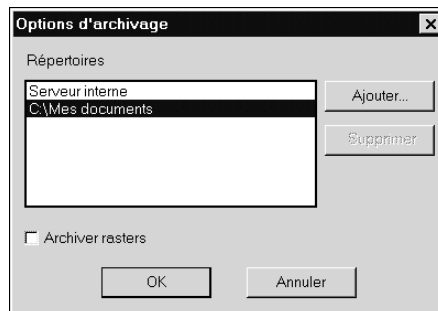 Options d'archivage
Répertoires
Serveur interne
C:\Mes documents
Ajouter...
Supprimer
Archiver rasters
OK
Annuler